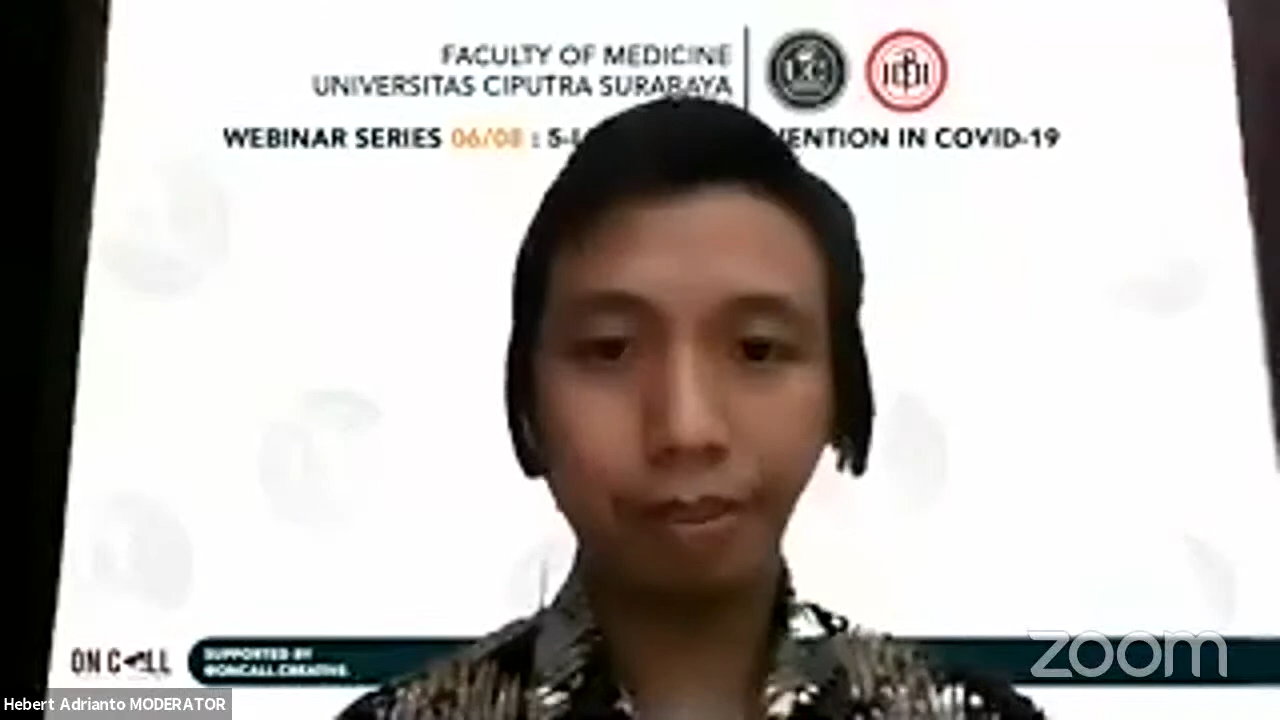 FACULTY OF MEDICINE
UNIVERSITAS CIPUTRA SURABAYA
WEBINAR SERIES 06/08 : 5-L VENTION IN COVID-19
ON CALL
SUPPORTED BY
@ONCALL.CREATIVE
zoom
Hebert Adrianto MODERATOR